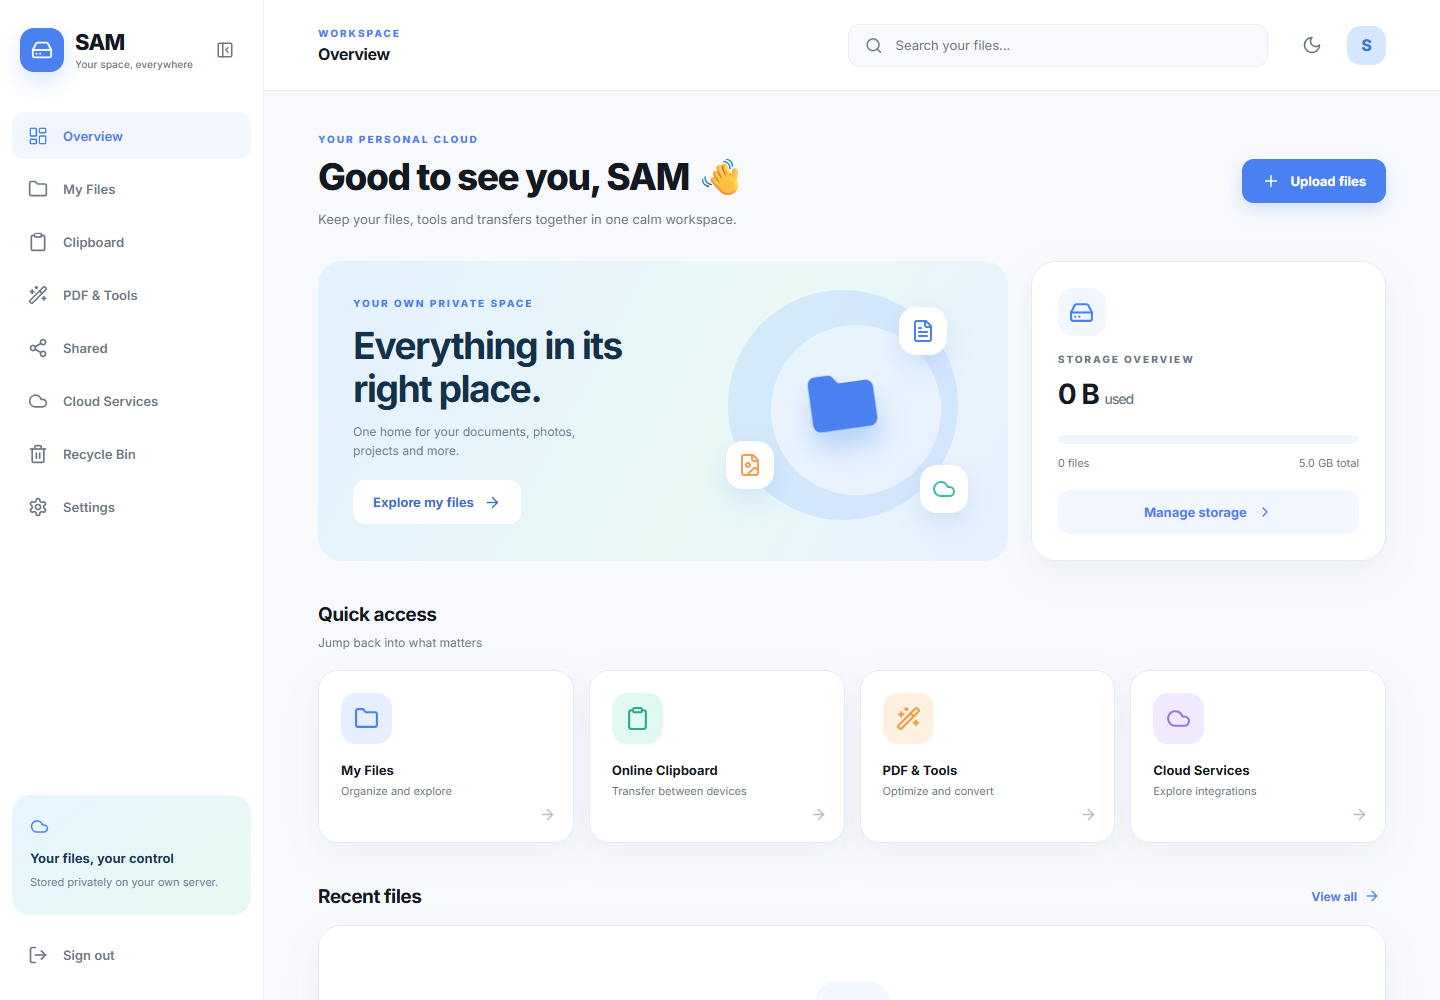 SAM
Your space, everywhere
Overview
My Files
Clipboard
PDF & Tools
Shared
Cloud Services
Recycle Bin
Settings
Your files, your control
Stored privately on your own server.
Sign out
WORKSPACE
Overview
Search your files...
S
YOUR PERSONAL CLOUD
Good to see you, SAM 👋
Keep your files, tools and transfers together in one calm workspace.
Upload files
YOUR OWN PRIVATE SPACE
Everything in its
right place.
One home for your documents, photos,
projects and more.
Explore my files
STORAGE OVERVIEW
0 B used
0 files
5.0 GB total
Manage storage
Quick access
Jump back into what matters
My Files
Organize and explore
Online Clipboard
Transfer between devices
PDF & Tools
Optimize and convert
Cloud Services
Explore integrations
Recent files
View all